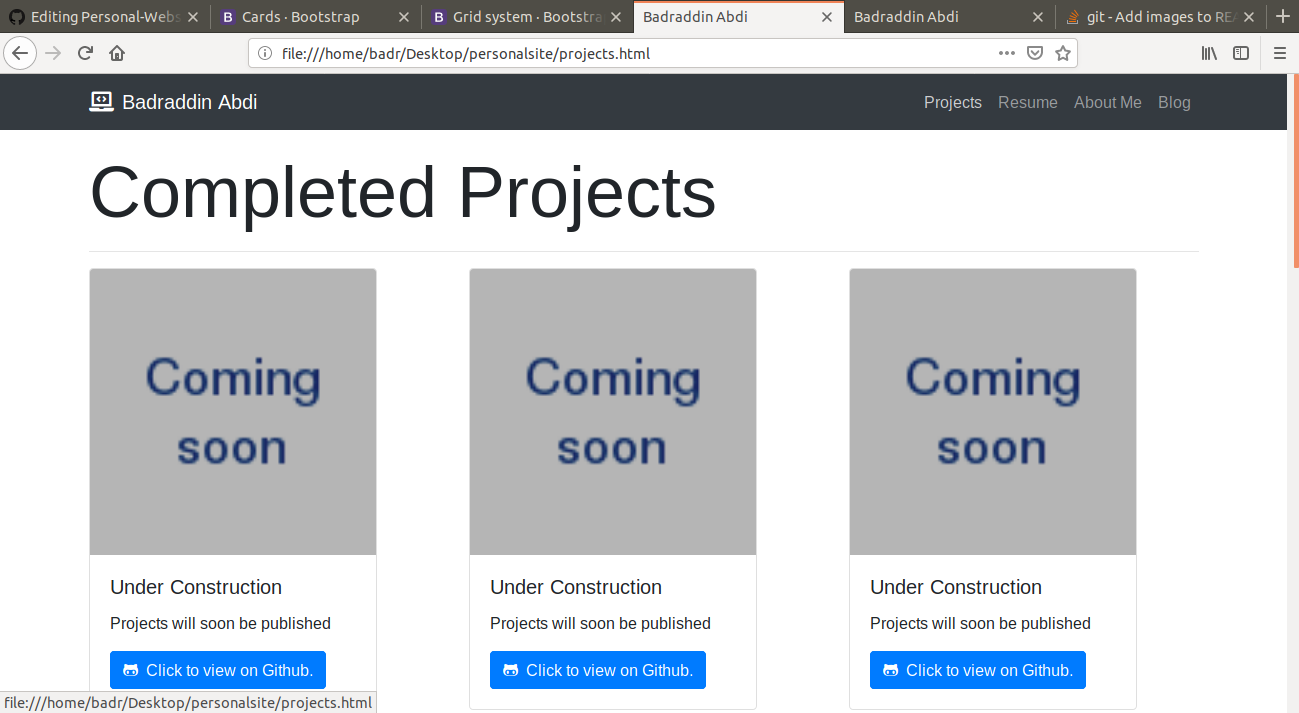 Editing Personal-Webs
B Cards · Bootstrap
B Grid system · Bootstra
Badraddin Abdi
Badraddin Abdi
git - Add images to REA
file:///home/badr/Desktop/personalsite/projects.html
Badraddin Abdi
Projects Resume About Me Blog
Completed Projects
Coming
soon
Coming
soon
Coming
soon
Under Construction
Projects will soon be published
Click to view on Github.
Under Construction
Projects will soon be published
Click to view on Github.
Under Construction
Projects will soon be published
Click to view on Github.
file:///home/badr/Desktop/personalsite/projects.html